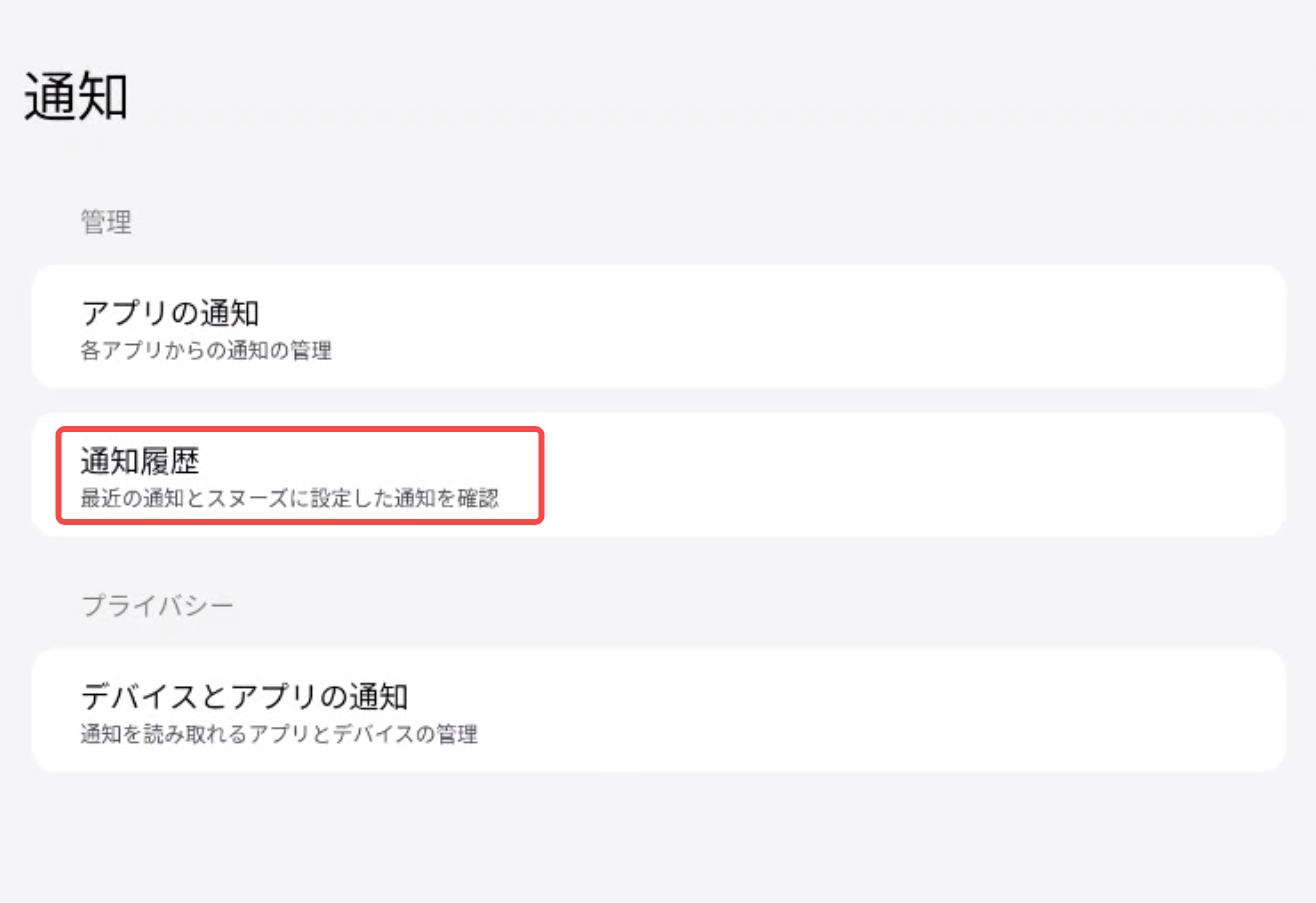 通知
管理
アプリの通知
各アプリからの通知の管理
通知履歴
最近の通知とスヌーズに設定した通知を確認
プライバシー
デバイスとアプリの通知
通知を読み取れるアプリとデバイスの管理